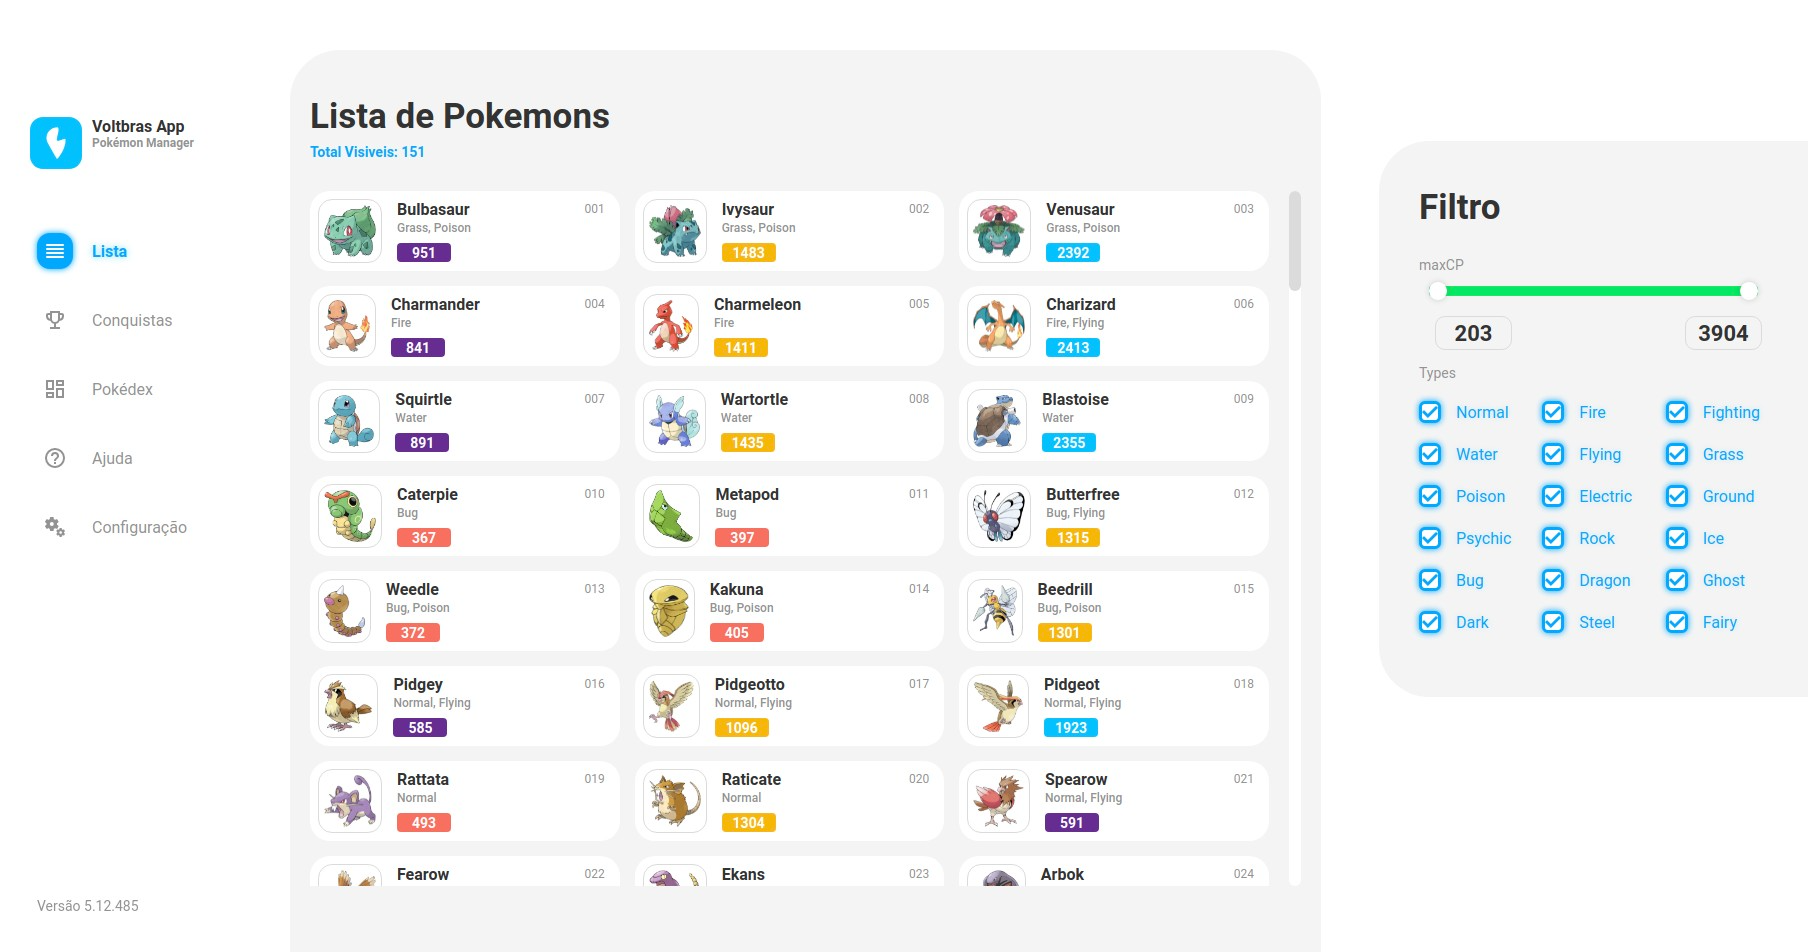 Voltbras App
Pokémon Manager
Lista
Conquistas
Pokédex
Ajuda
Configuração
Versão 5.12.485
Lista de Pokemons
Total Visiveis: 151
Bulbasaur 001
Grass, Poison
951
Ivysaur 002
Grass, Poison
1483
Venusaur 003
Grass, Poison
2392
Charmander 004
Fire
841
Charmeleon 005
Fire
1411
Charizard 006
Fire, Flying
2413
Squirtle 007
Water
891
Wartortle 008
Water
1435
Blastoise 009
Water
2355
Caterpie 010
Bug
367
Metapod 011
Bug
397
Butterfree 012
Bug, Flying
1315
Weedle 013
Bug, Poison
372
Kakuna 014
Bug, Poison
405
Beedrill 015
Bug, Poison
1301
Pidgey 016
Normal, Flying
585
Pidgeotto 017
Normal, Flying
1096
Pidgeot 018
Normal, Flying
1923
Rattata 019
Normal
493
Raticate 020
Normal
1304
Spearow 021
Normal, Flying
591
Fearow 022
Ekans 023
Arbok 024
Filtro
maxCP
203 3904
Types
Normal Fire Fighting
Water Flying Grass
Poison Electric Ground
Psychic Rock Ice
Bug Dragon Ghost
Dark Steel Fairy